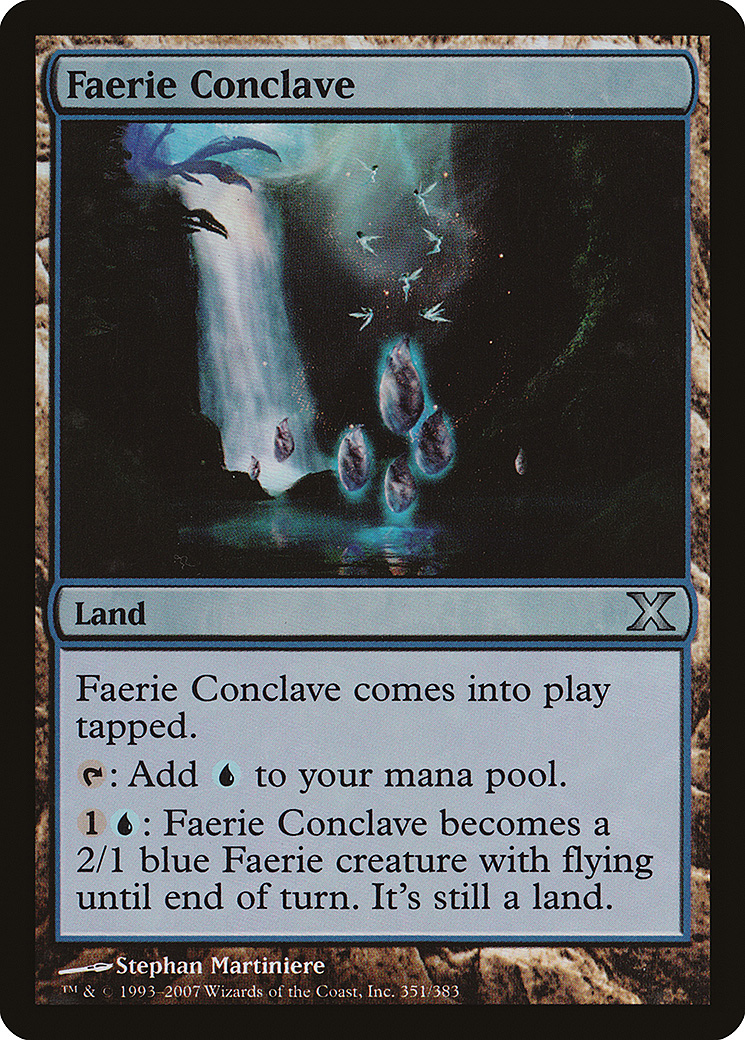 Faerie Conclave
Land
X
Faerie Conclave comes into play
tapped.
: Add to your mana pool.
1 : Faerie Conclave becomes a
2/1 blue Faerie creature with flying
until end of turn. It's still a land.
Stephan Martiniere
™ & © 1993–2007 Wizards of the Coast, Inc. 351/383